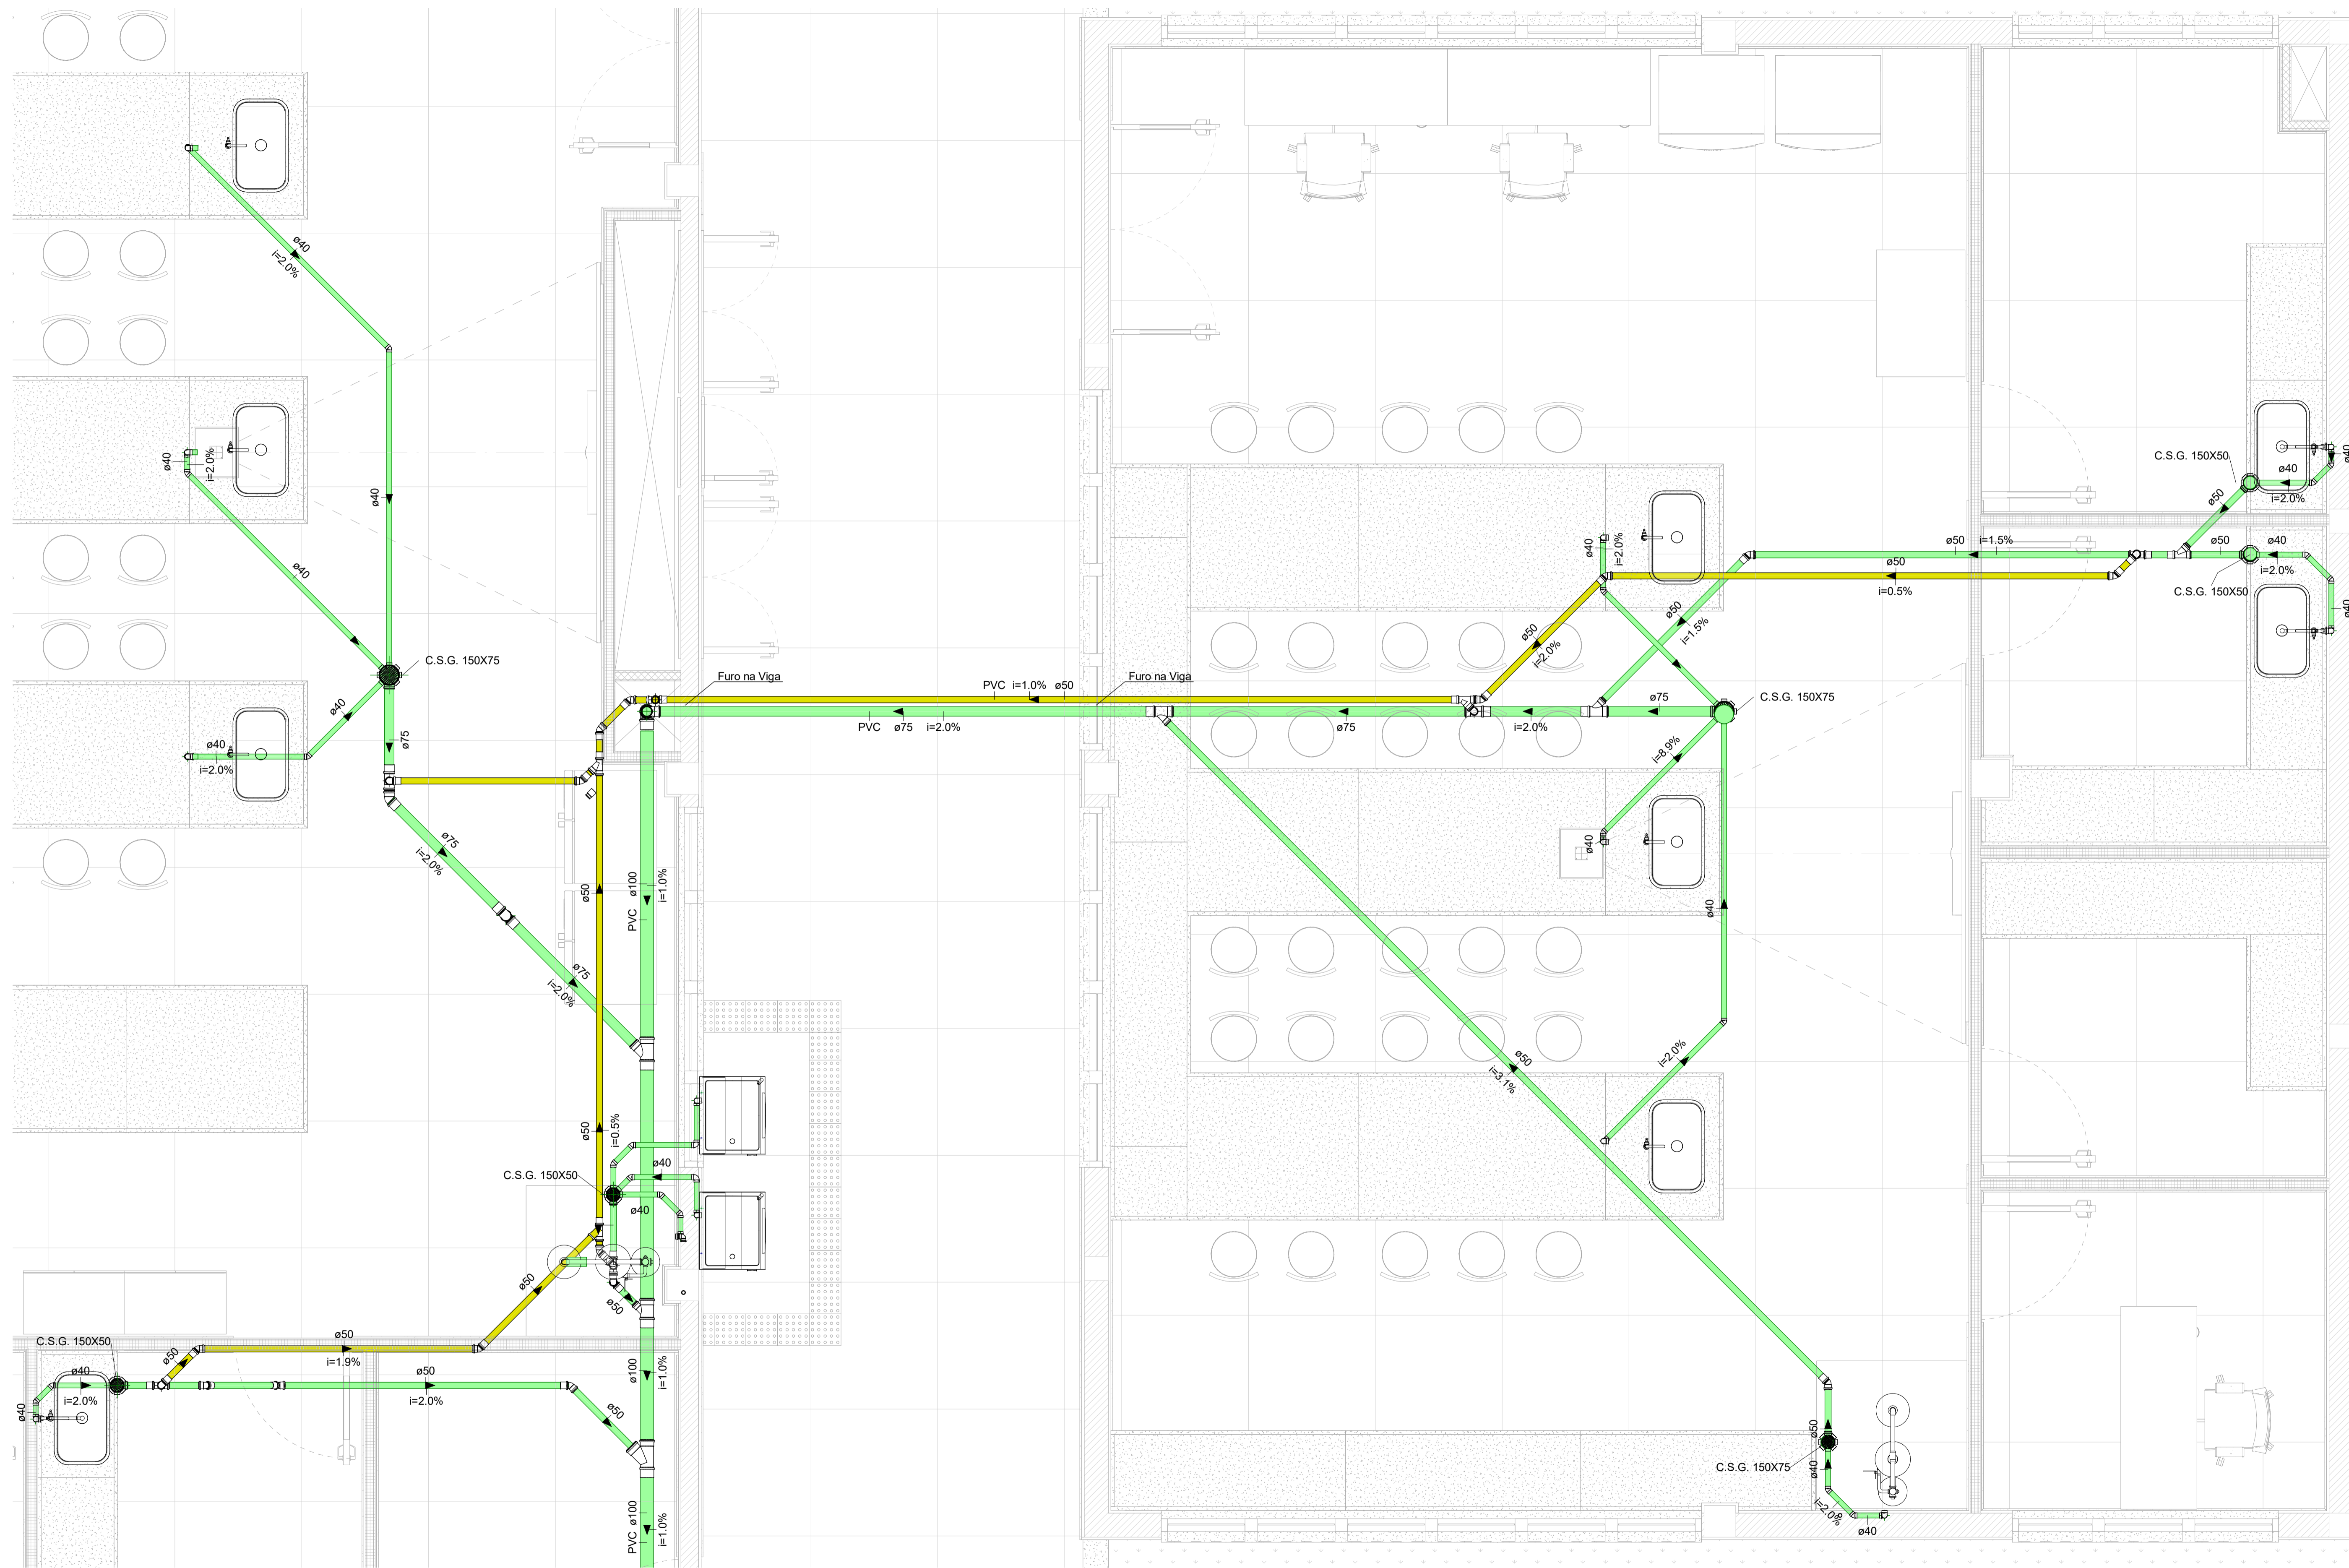 ø40
i=2.0%
ø40
ø40
i=2.0%
ø40
C.S.G. 150X75
ø40
ø40
i=2.0%
ø75
ø75
i=2.0%
ø75
i=2.0%
Furo na Viga
PVC i=1.0% ø50
Furo na Viga
PVC ø75 i=2.0%
ø75
i=2.0%
ø75
C.S.G. 150X75
ø50
i=2.0%
ø40
i=2.0%
ø50
i=1.5%
ø50
i=0.5%
ø50 i=1.5%
ø50
ø40
i=2.0%
C.S.G. 150X50
ø50
ø40
i=2.0%
ø40
C.S.G. 150X50
ø40
i=8.9%
ø40
ø40
i=2.0%
ø50
i=3.1%
ø50
C.S.G. 150X75
ø40
i=2.0%
ø40
ø50
PVC ø100
i=1.0%
ø50
i=0.5%
C.S.G. 150X50
ø40
ø40
ø50
ø50
C.S.G. 150X50
ø40
i=2.0%
ø40
ø50
ø50
i=1.9%
ø50
i=2.0%
ø50
ø100
i=1.0%
PVC ø100
i=1.0%